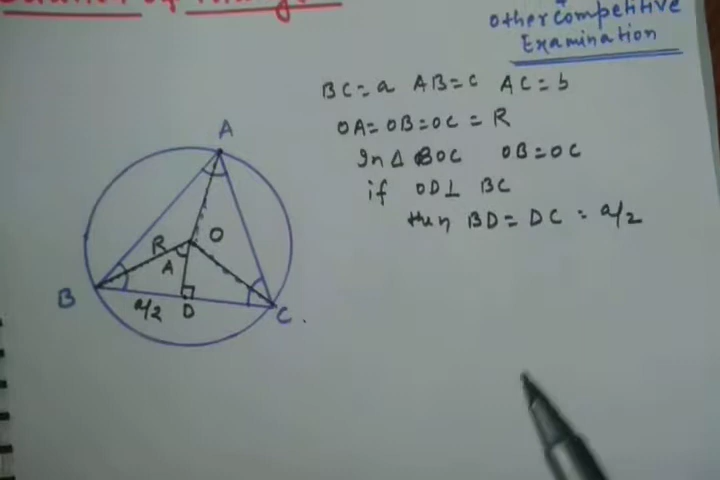 other competitive
Examination
BC = a AB = c AC = b
OA = OB = OC = R
In Δ BOC OB = OC
if OD⊥ BC
then BD = DC = a/2
A
R
O
A
B
a/2
D
C